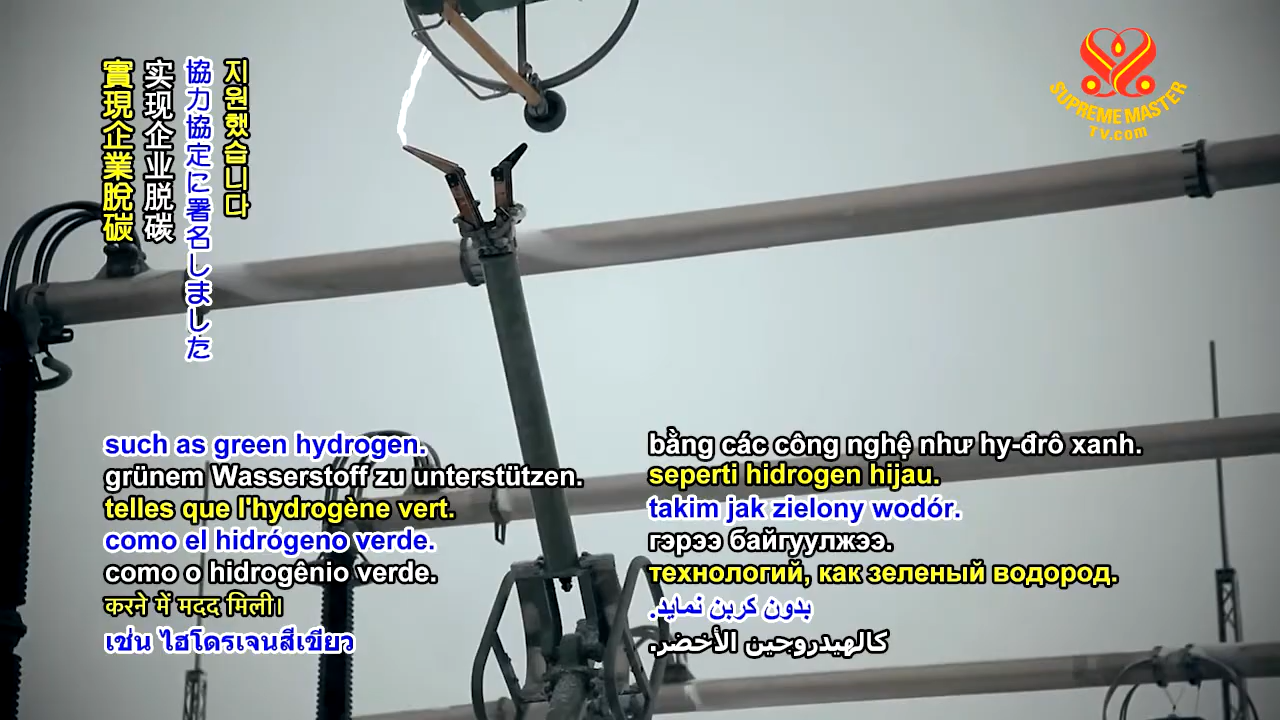 지원했습니다
協力協定に署名しました
实现企业脱碳
實現企業脫碳
SUPREME MASTER
TV.com
such as green hydrogen.
grünem Wasserstoff zu unterstützen.
telles que l'hydrogène vert.
como el hidrógeno verde.
como o hidrogênio verde.
करने में मदद मिली।
เช่น ไฮโดรเจนสีเขียว
bằng các công nghệ như hy-đrô xanh.
seperti hidrogen hijau.
takim jak zielony wodór.
гэрээ байгуулжээ.
технологий, как зеленый водород.
بدون کربن نماید.
كالهيدروجين الأخضر.